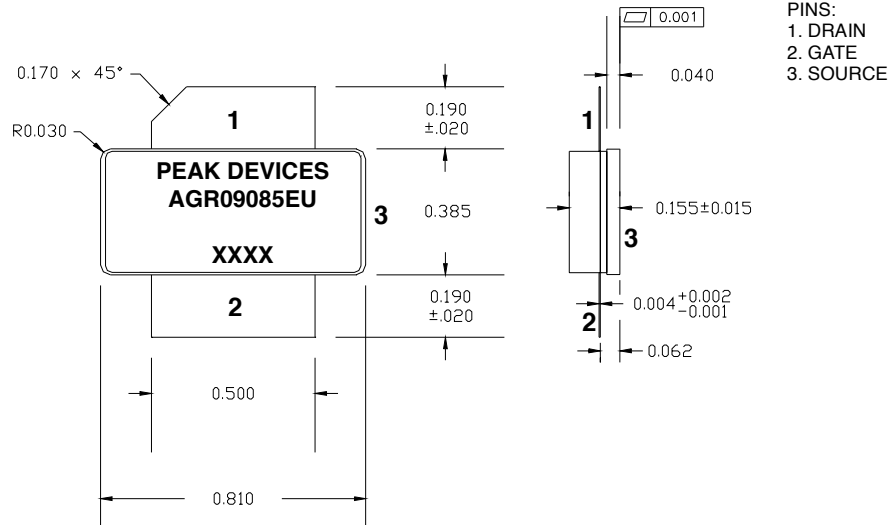 0.001
PINS:
1. DRAIN
2. GATE
3. SOURCE
0.040
0.170 × 45°
0.190
±.020
1
1
R0.030
PEAK DEVICES
AGR09085EU
XXXX
3
0.385
0.155±0.015
3
2
0.190
±.020
0.004+0.002
-0.001
2
0.062
0.500
0.810